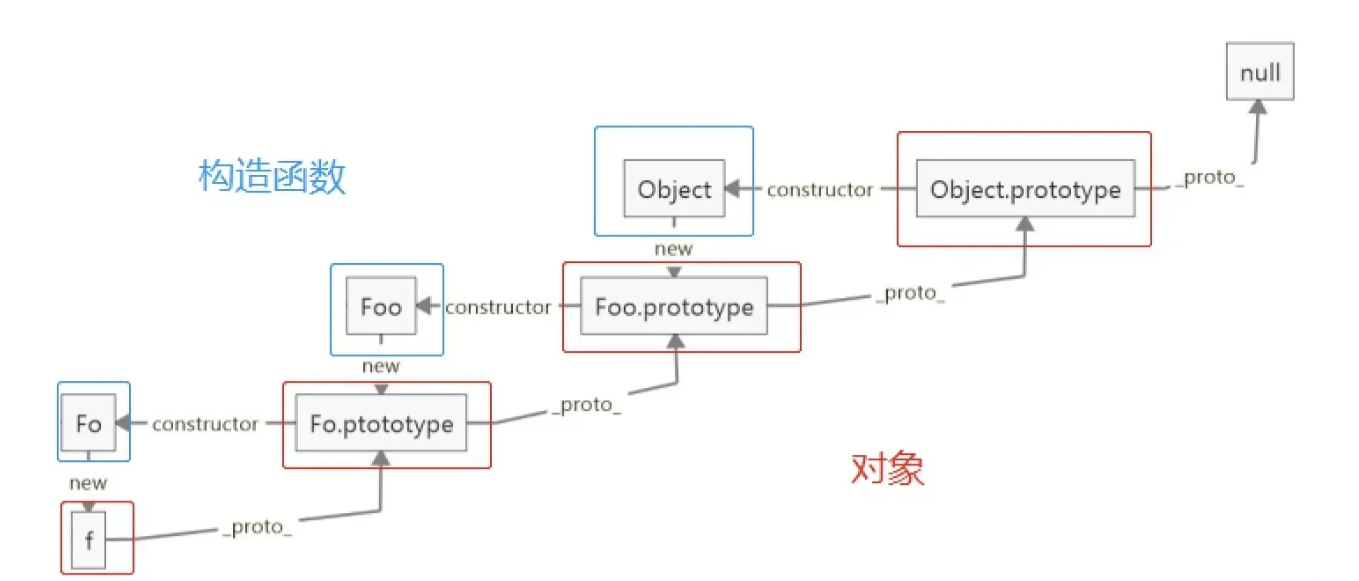 null
构造函数
Object
constructor
Object.prototype
_proto_
new
Foo
constructor
Foo.prototype
_proto_
new
Fo
constructor
Fo.ptototype
_proto_
对象
new
f
_proto_